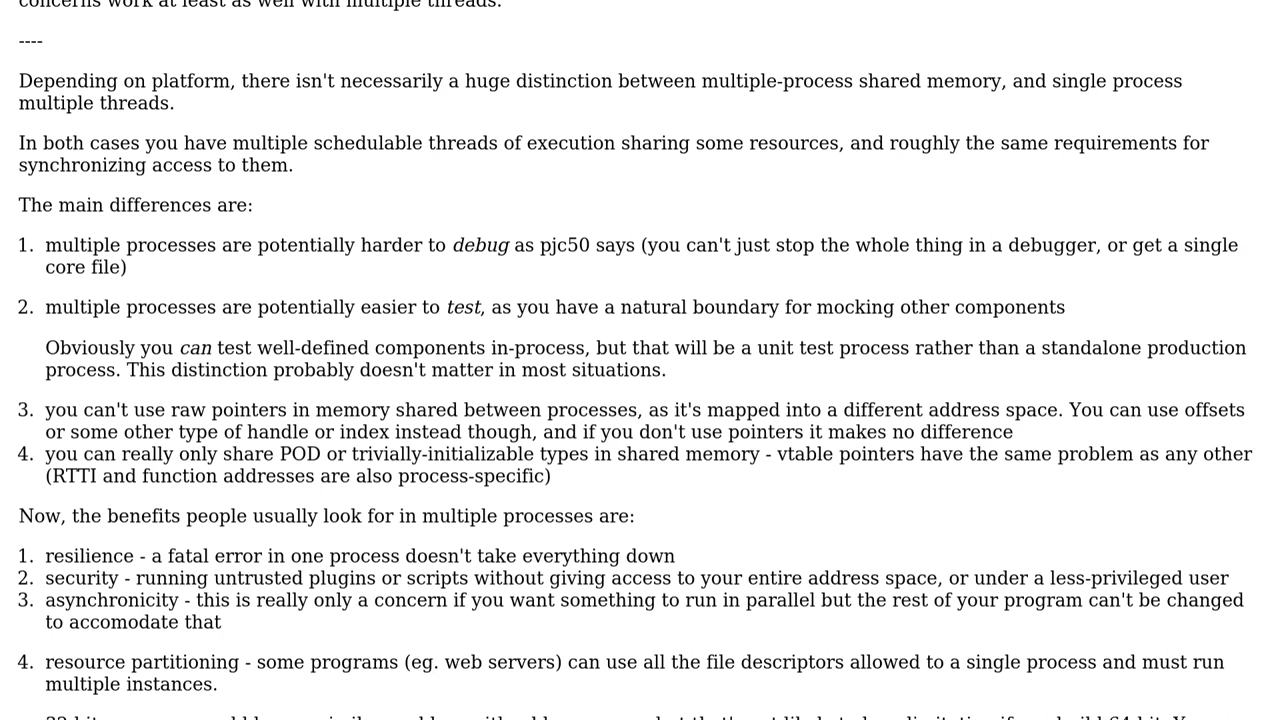 concerns work at least as well with multiple threads.
----
Depending on platform, there isn't necessarily a huge distinction between multiple-process shared memory, and single process
multiple threads.
In both cases you have multiple schedulable threads of execution sharing some resources, and roughly the same requirements for
synchronizing access to them.
The main differences are:
1. multiple processes are potentially harder to debug as pjc50 says (you can't just stop the whole thing in a debugger, or get a single
core file)
2. multiple processes are potentially easier to test, as you have a natural boundary for mocking other components
Obviously you can test well-defined components in-process, but that will be a unit test process rather than a standalone production
process. This distinction probably doesn't matter in most situations.
3. you can't use raw pointers in memory shared between processes, as it's mapped into a different address space. You can use offsets
or some other type of handle or index instead though, and if you don't use pointers it makes no difference
4. you can really only share POD or trivially-initializable types in shared memory - vtable pointers have the same problem as any other
(RTTI and function addresses are also process-specific)
Now, the benefits people usually look for in multiple processes are:
1. resilience - a fatal error in one process doesn't take everything down
2. security - running untrusted plugins or scripts without giving access to your entire address space, or under a less-privileged user
3. asynchronicity - this is really only a concern if you want something to run in parallel but the rest of your program can't be changed
to accomodate that
4. resource partitioning - some programs (eg. web servers) can use all the file descriptors allowed to a single process and must run
multiple instances.